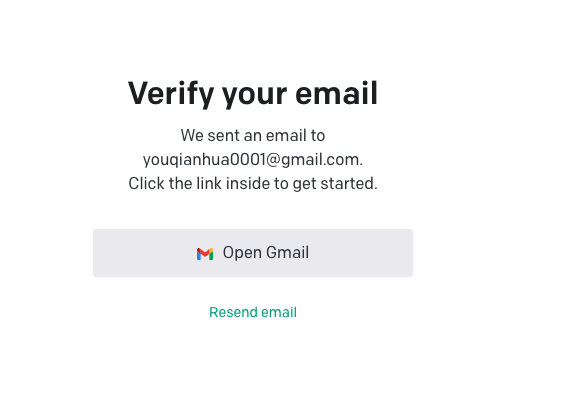 Verify your email
We sent an email to
youqianhua0001@gmail.com.
Click the link inside to get started.
Open Gmail
Resend email